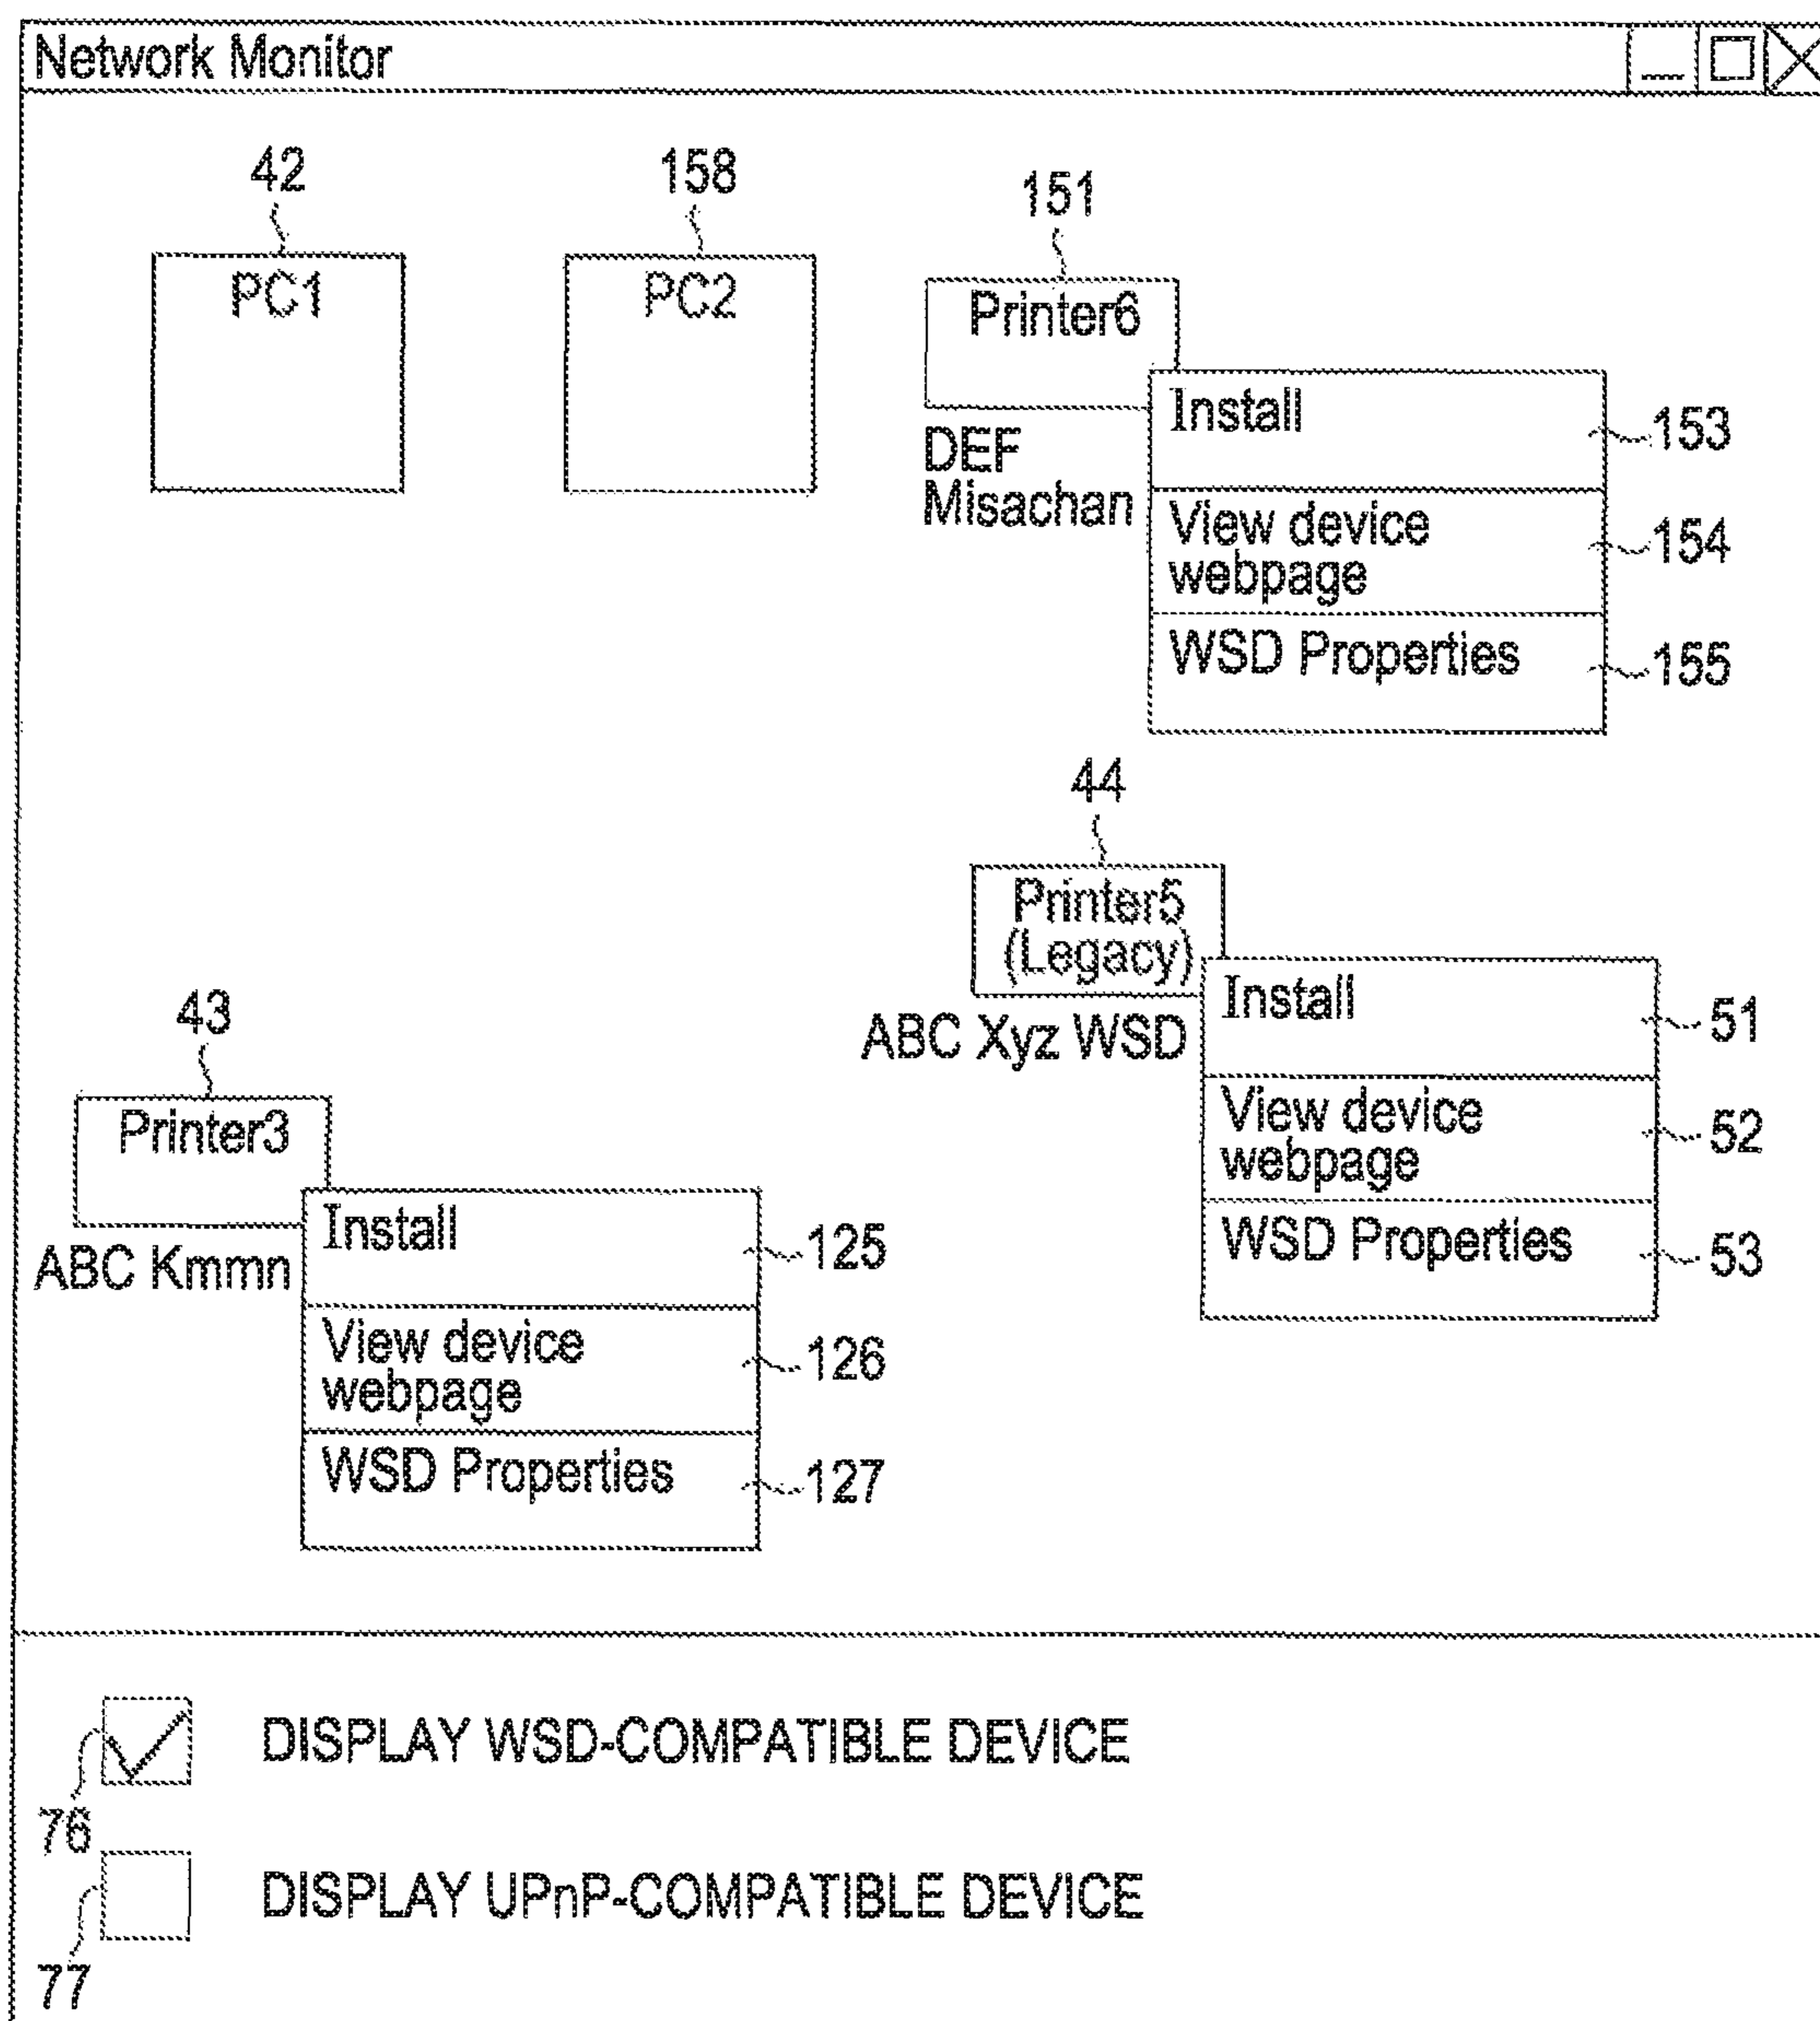 Network Monitor
42
158
151
PC1
PC2
Printer6
Install
153
DEF
Misachan
View device
webpage
154
WSD Properties
155
44
Printer5
(Legacy)
Install
51
ABC Xyz WSD
View device
webpage
52
WSD Properties
53
43
Printer3
Install
125
ABC Kmmn
View device
webpage
126
WSD Properties
127
DISPLAY WSD-COMPATIBLE DEVICE
76
DISPLAY UPnP-COMPATIBLE DEVICE
77